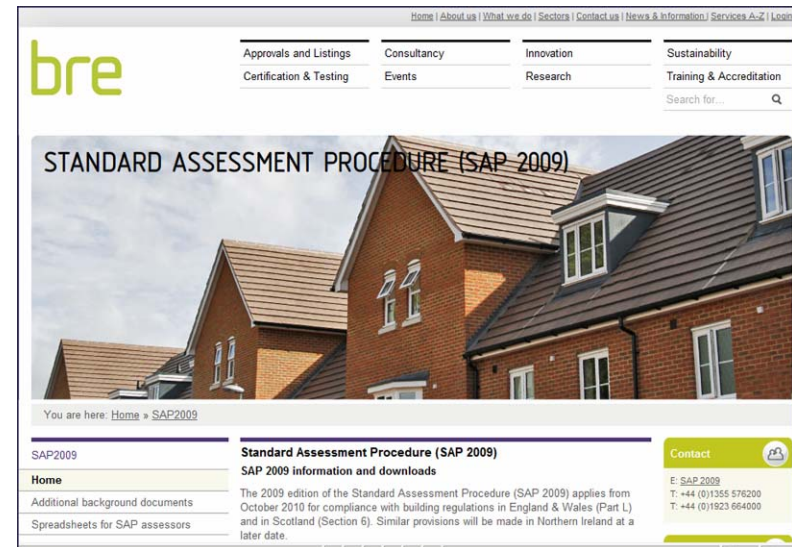 Home | About us | What we do | Sectors | Contact us | News & Information | Services A-Z | Login
bre
Approvals and Listings
Consultancy
Innovation
Sustainability
Certification & Testing
Events
Research
Training & Accreditation
Search for...
STANDARD ASSESSMENT PROCEDURE (SAP 2009)
You are here: Home » SAP2009
SAP2009
Home
Additional background documents
Spreadsheets for SAP assessors
Standard Assessment Procedure (SAP 2009)
SAP 2009 information and downloads
The 2009 edition of the Standard Assessment Procedure (SAP 2009) applies from
October 2010 for compliance with building regulations in England & Wales (Part L)
and in Scotland (Section 6). Similar provisions will be made in Northern Ireland at a
later date.
Contact
E: SAP 2009
T: +44 (0)1355 576200
T: +44 (0)1923 664000